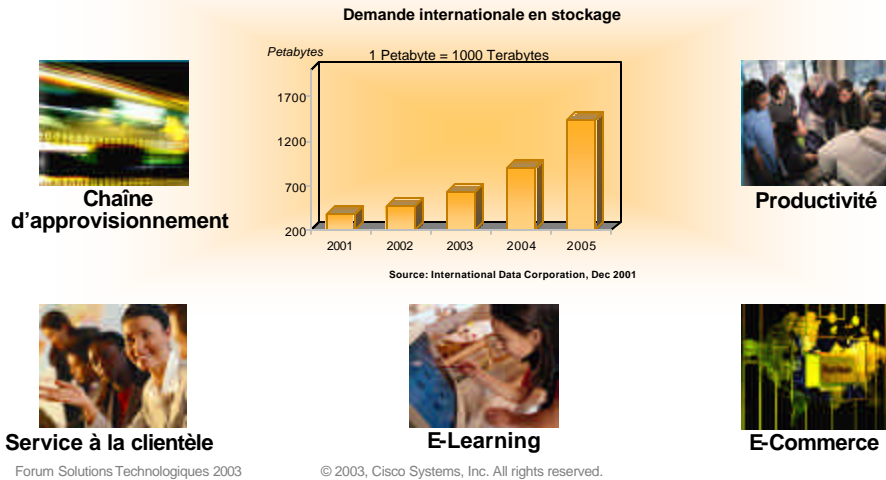 Demande internationale en stockage
Petabytes
1 Petabyte = 1000 Terabytes
1700
1200
700
200
2001 2002 2003 2004 2005
Source: International Data Corporation, Dec 2001
Chaîne
d'approvisionnement
Productivité
Service à la clientèle
E-Learning
E-Commerce
Forum Solutions Technologiques 2003
© 2003, Cisco Systems, Inc. All rights reserved.